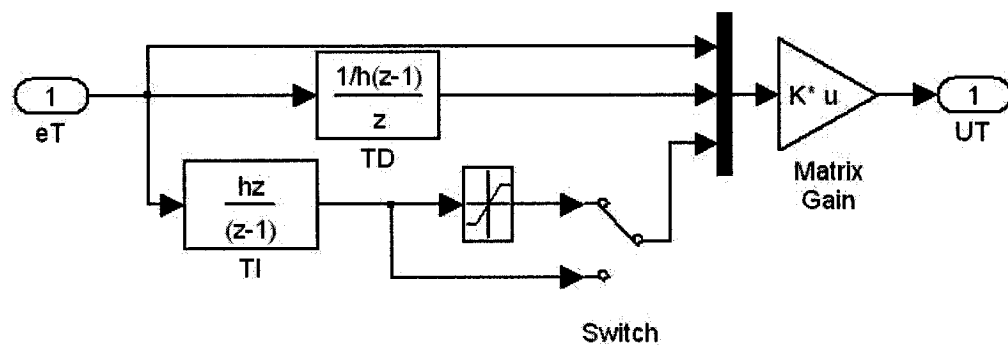 1
eT
1/h(z-1)
z
TD
hz
(z-1)
TI
K* u
Matrix
Gain
1
UT
Switch